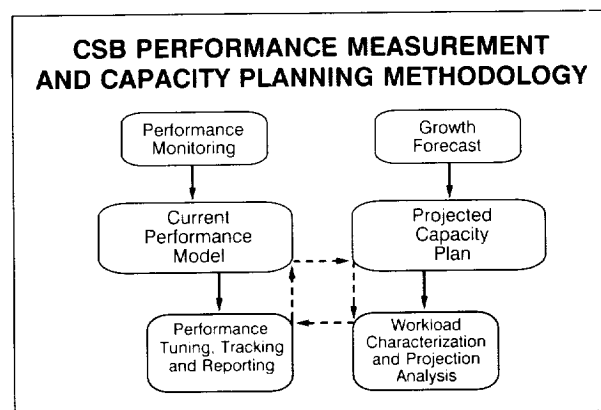 CSB PERFORMANCE MEASUREMENT
AND CAPACITY PLANNING METHODOLOGY
Performance
Monitoring
Growth
Forecast
Current
Performance
Model
Projected
Capacity
Plan
Performance
Tuning, Tracking
and Reporting
Workload
Characterization
and Projection
Analysis